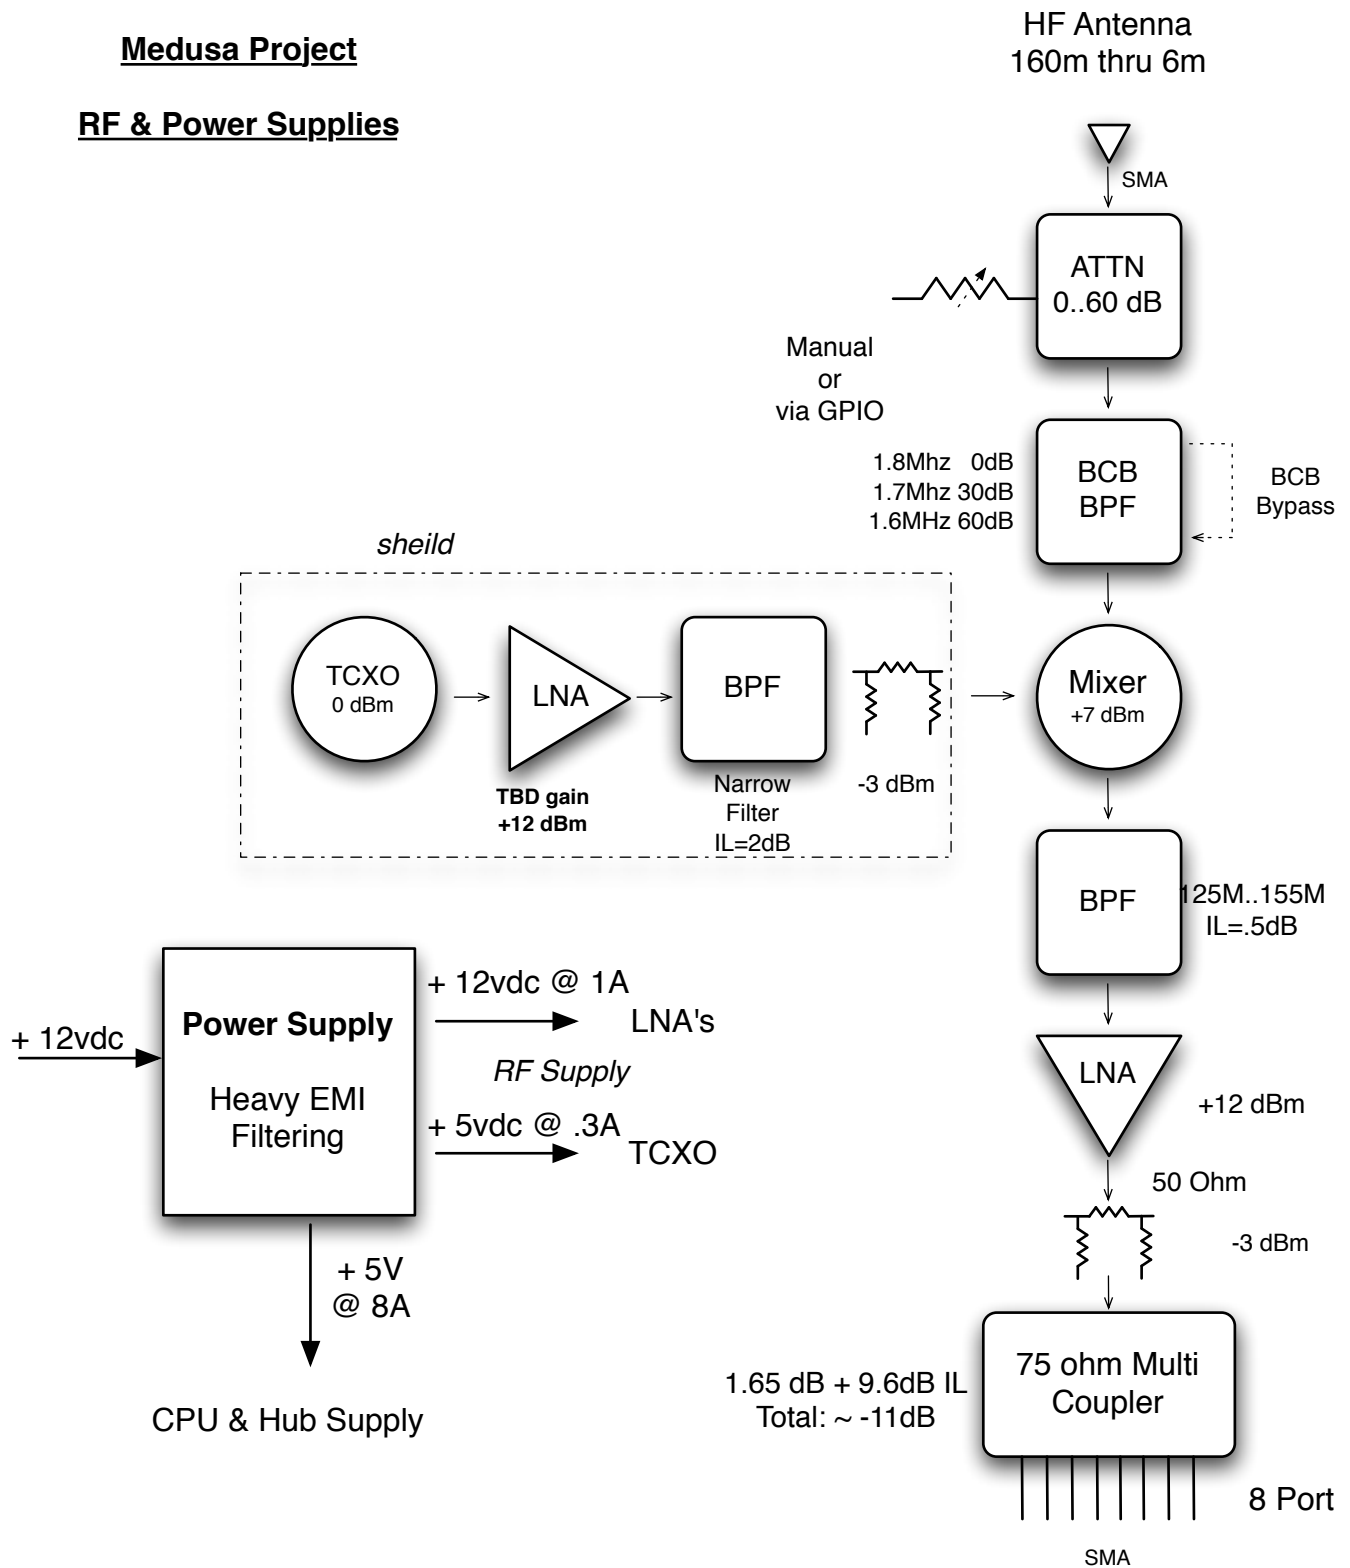 Medusa Project
RF & Power Supplies
HF Antenna
160m thru 6m
SMA
ATTN
0..60 dB
Manual
or
via GPIO
1.8Mhz 0dB
1.7Mhz 30dB
1.6MHz 60dB
BCB
BPF
BCB
Bypass
sheild
TCXO
0 dBm
LNA
TBD gain
+12 dBm
BPF
Narrow
Filter
IL=2dB
-3 dBm
Mixer
+7 dBm
BPF
125M..155M
IL=.5dB
LNA
+12 dBm
50 Ohm
-3 dBm
75 ohm Multi
Coupler
1.65 dB + 9.6dB IL
Total: ~ -11dB
8 Port
SMA
+ 12vdc
Power Supply
Heavy EMI
Filtering
+ 12vdc @ 1A
LNA's
RF Supply
+ 5vdc @ .3A
TCXO
+ 5V
@ 8A
CPU & Hub Supply